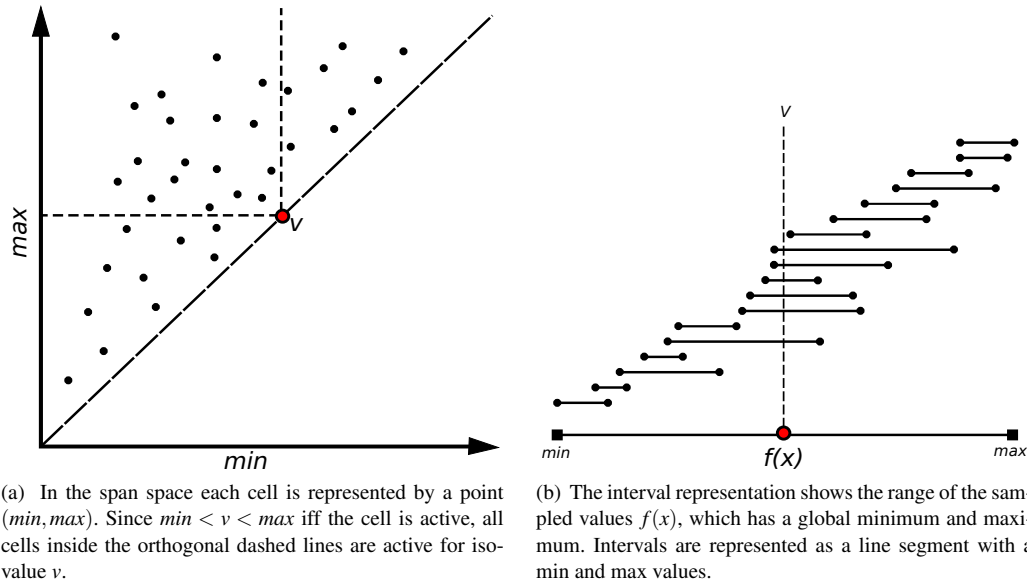 max
v
min
v
min
f(x)
max
(a) In the span space each cell is represented by a point
(min,max). Since min < v < max iff the cell is active, all
cells inside the orthogonal dashed lines are active for iso-
value v.
(b) The interval representation shows the range of the sam-
pled values f(x), which has a global minimum and maxi-
mum. Intervals are represented as a line segment with a
min and max values.